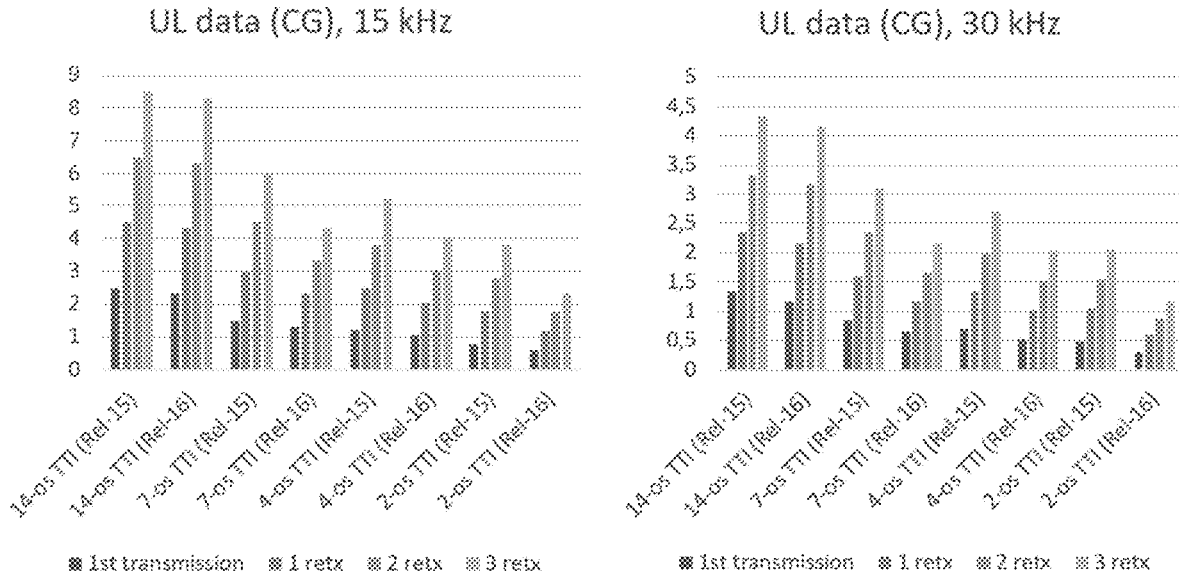 UL data (CG), 15 kHz
9
8
7
6
5
4
3
2
1
0
14-os TTI (Rel-15)
14-os TTI (Rel-16)
7-os TTI (Rel-15)
7-os TTI (Rel-16)
4-os TTI (Rel-15)
4-os TTI (Rel-16)
2-os TTI (Rel-15)
2-os TTI (Rel-16)
1st transmission 1 retx 2 retx 3 retx
UL data (CG), 30 kHz
5
4,5
4
3,5
3
2,5
2
1,5
1
0,5
0
14-os TTI (Rel-15)
14-os TTI (Rel-16)
7-os TTI (Rel-15)
7-os TTI (Rel-16)
4-os TTI (Rel-15)
4-os TTI (Rel-16)
2-os TTI (Rel-15)
2-os TTI (Rel-16)
1st transmission 1 retx 2 retx 3 retx